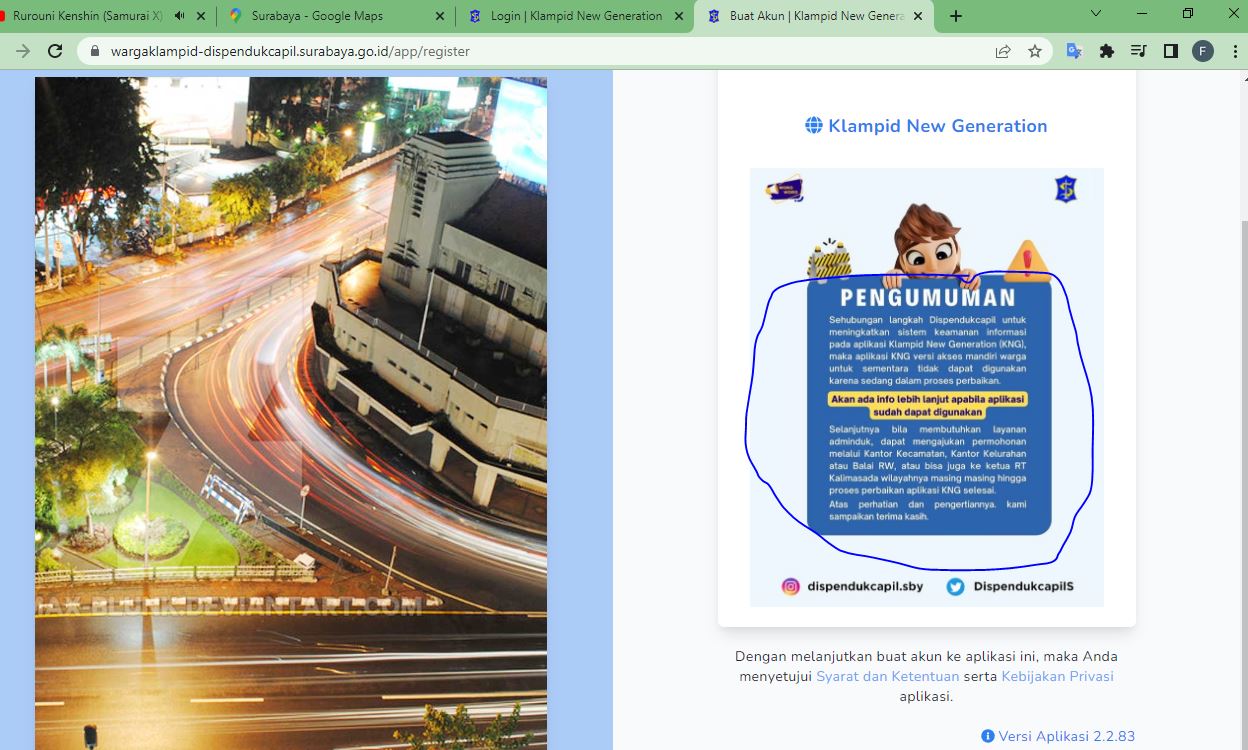 Rurouni Kenshin (Samurai X)
Surabaya - Google Maps
Login | Klampid New Generation
Buat Akun | Klampid New Genera
wargaklampid-dispendukcapil.surabaya.go.id/app/register
F
Klampid New Generation
WORO
WORO
PENGUMUMAN
Sehubungan langkah Dispendukcapil untuk
meningkatkan sistem keamanan informasi
pada aplikasi Klampid New Generation (KNG),
maka aplikasi KNG versi akses mandiri warga
untuk sementara tidak dapat digunakan
karena sedang dalam proses perbaikan.
Akan ada info lebih lanjut apabila aplikasi
sudah dapat digunakan
Selanjutnya bila membutuhkan layanan
adminduk, dapat mengajukan permohonan
melalui Kantor Kecamatan, Kantor Kelurahan
atau Balai RW, atau bisa juga ke ketua RT
Kalimasada wilayahnya masing masing hingga
proses perbaikan aplikasi KNG selesai.
Atas perhatian dan pengertiannya. kami
sampaikan terima kasih.
dispendukcapil.sby
DispendukcapilS
Dengan melanjutkan buat akun ke aplikasi ini, maka Anda
menyetujui Syarat dan Ketentuan serta Kebijakan Privasi
aplikasi.
Versi Aplikasi 2.2.83